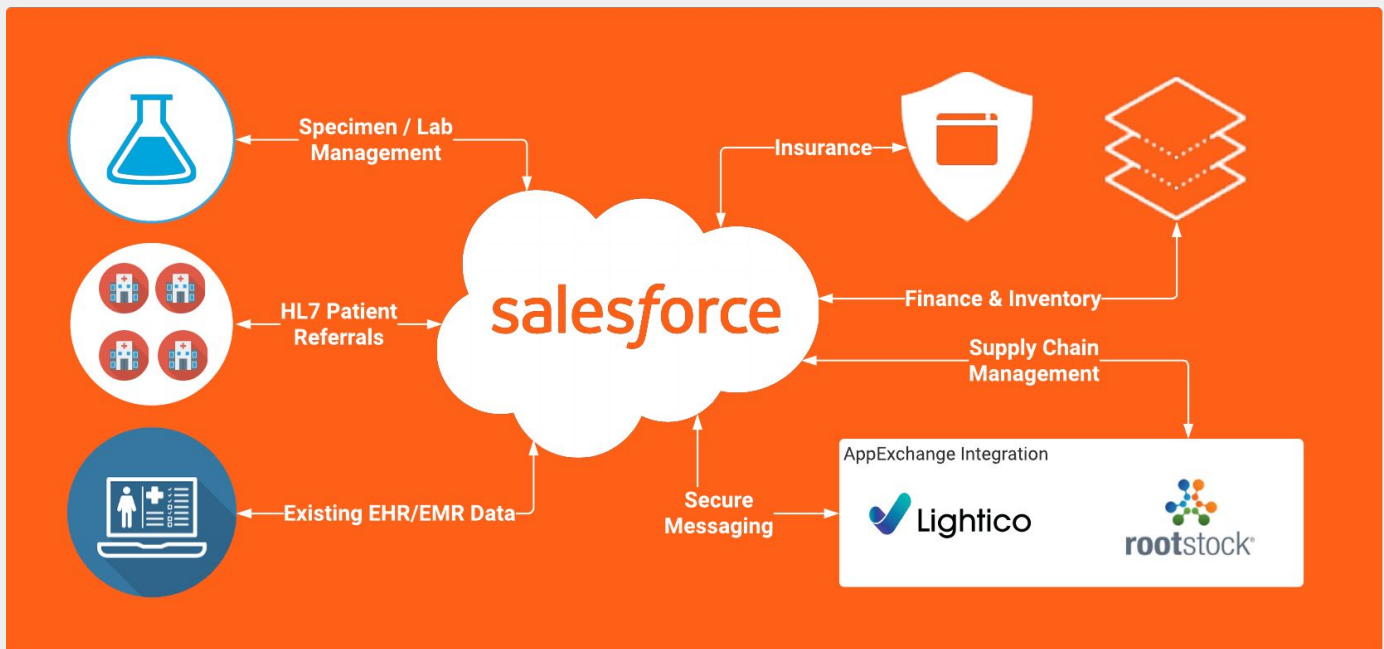 Specimen / Lab
Management
Insurance
HL7 Patient
Referrals
salesforce
Finance & Inventory
Supply Chain
Management
Existing EHR/EMR Data
Secure
Messaging
AppExchange Integration
Lightico
rootstock®